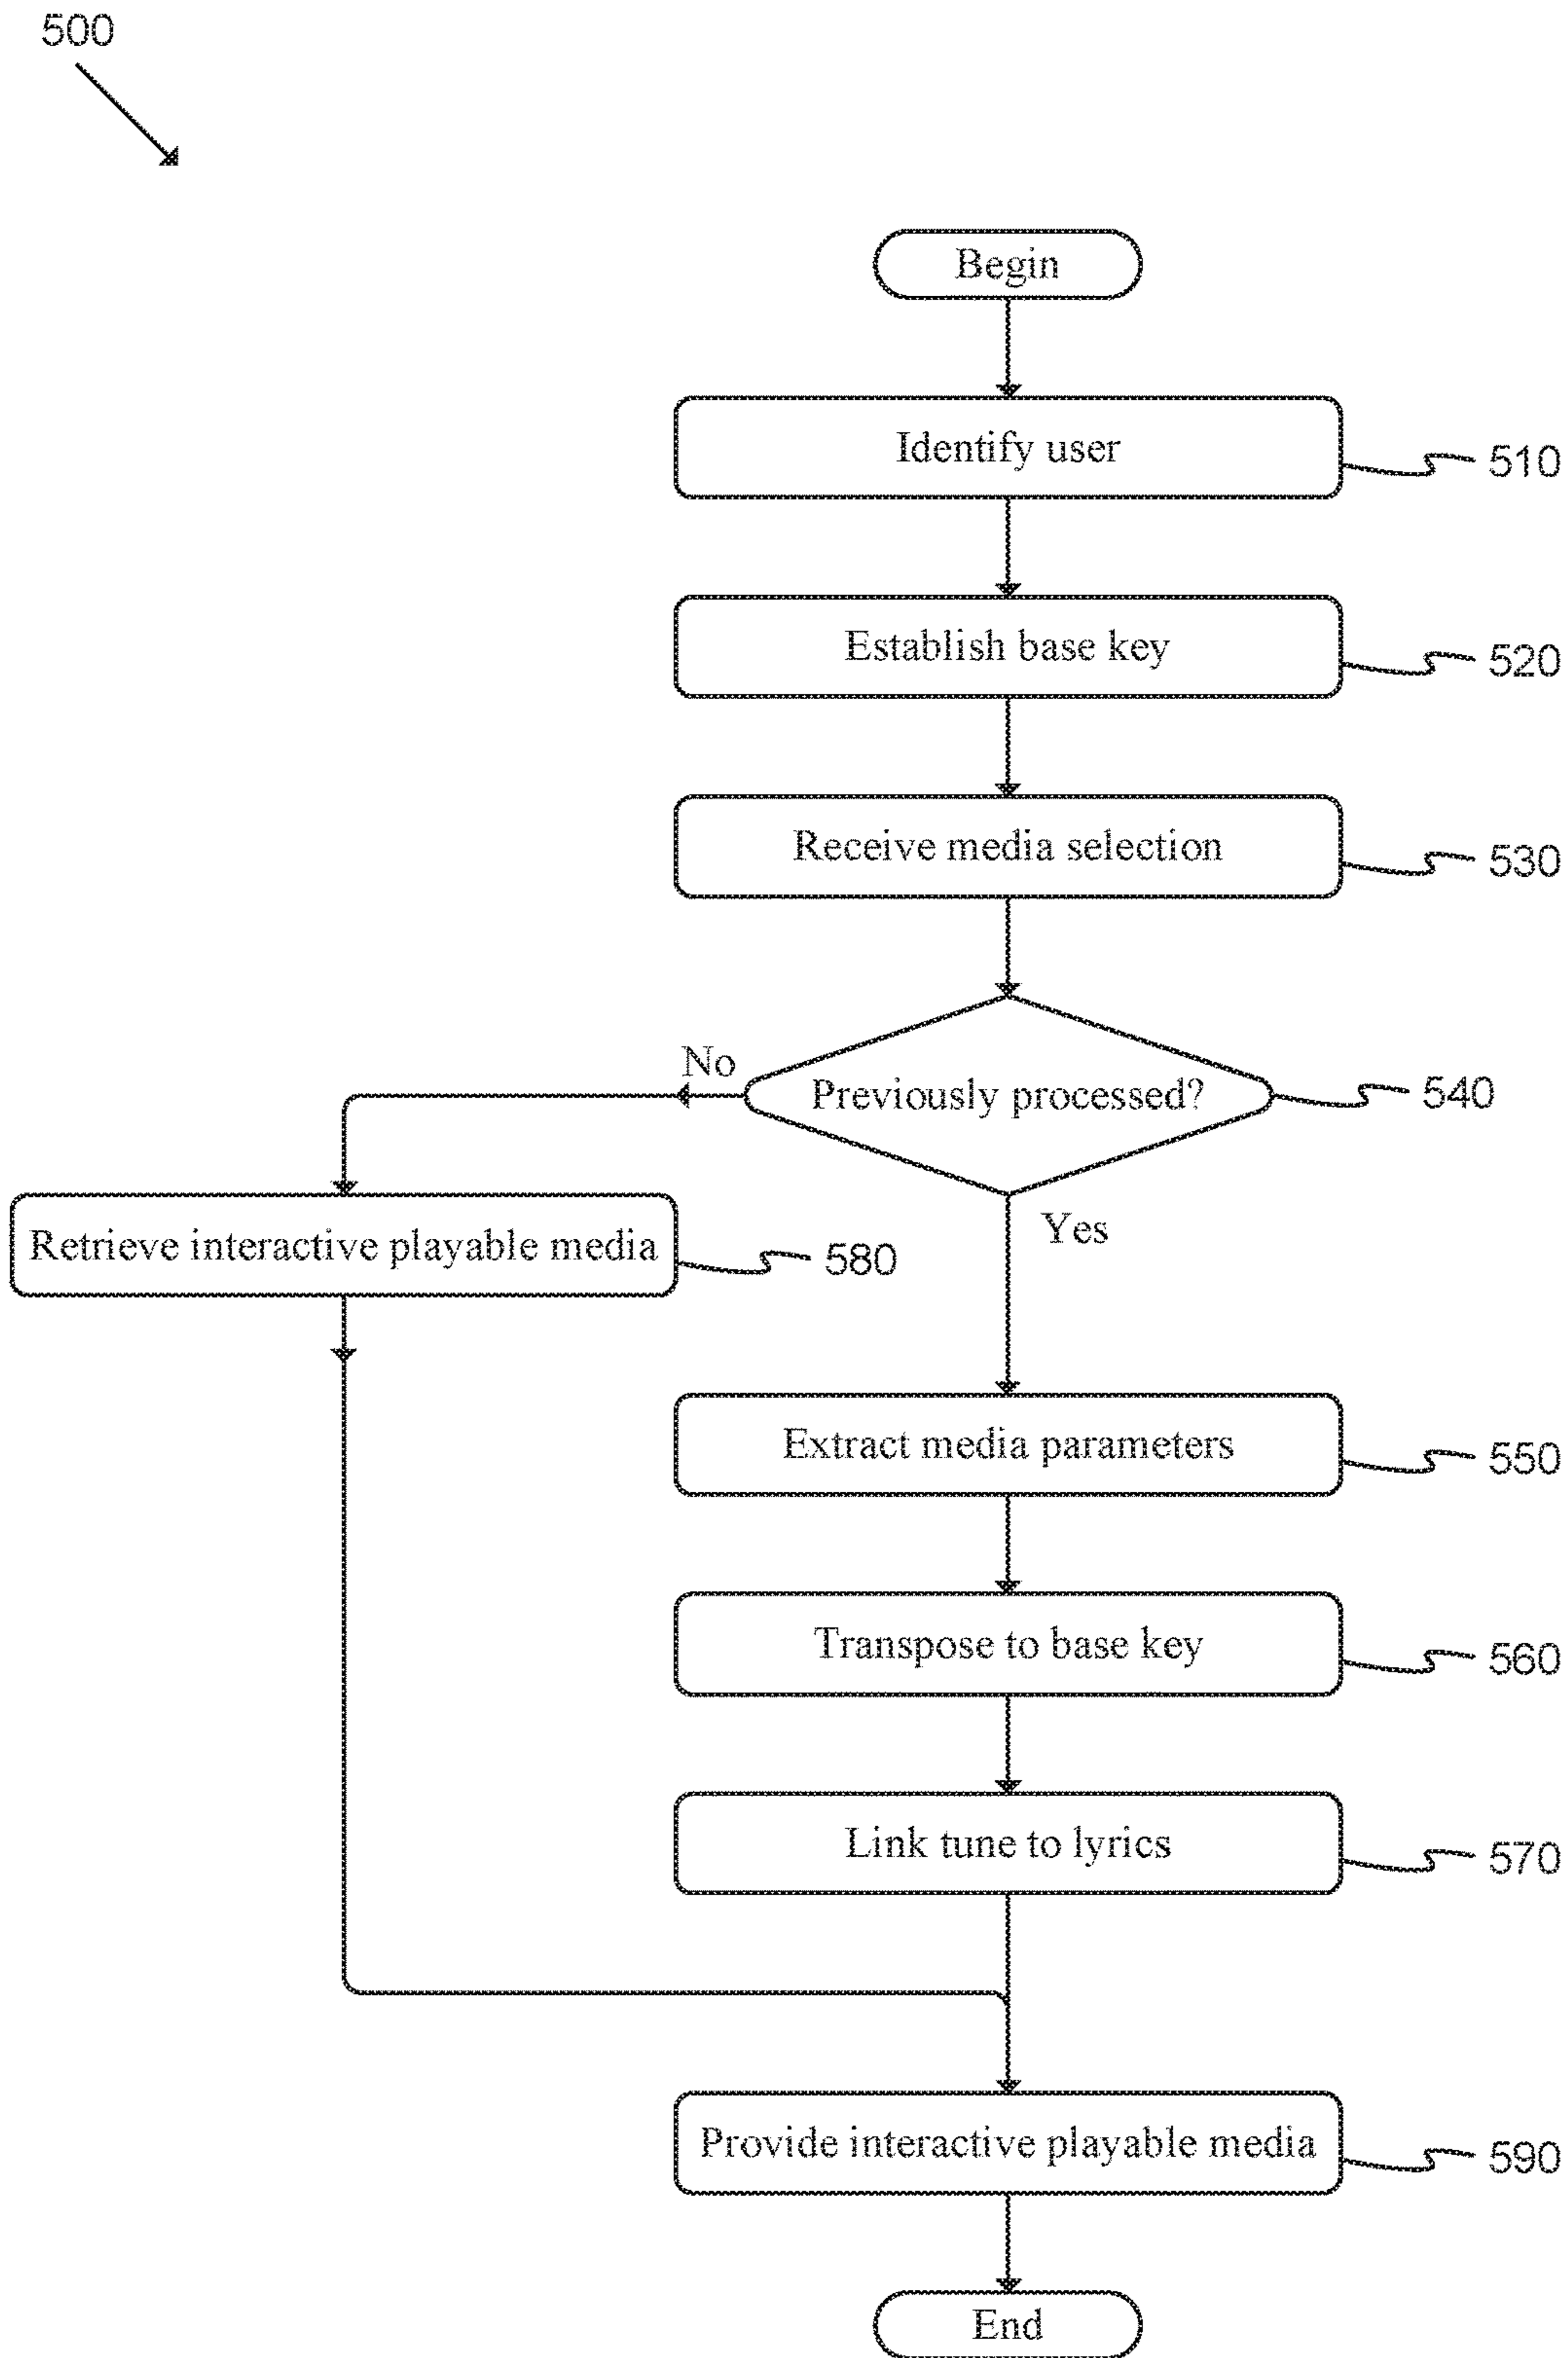 500
Begin
Identify user
510
Establish base key
520
Receive media selection
530
No
Previously processed?
540
Yes
Retrieve interactive playable media
580
Extract media parameters
550
Transpose to base key
560
Link tune to lyrics
570
Provide interactive playable media
590
End